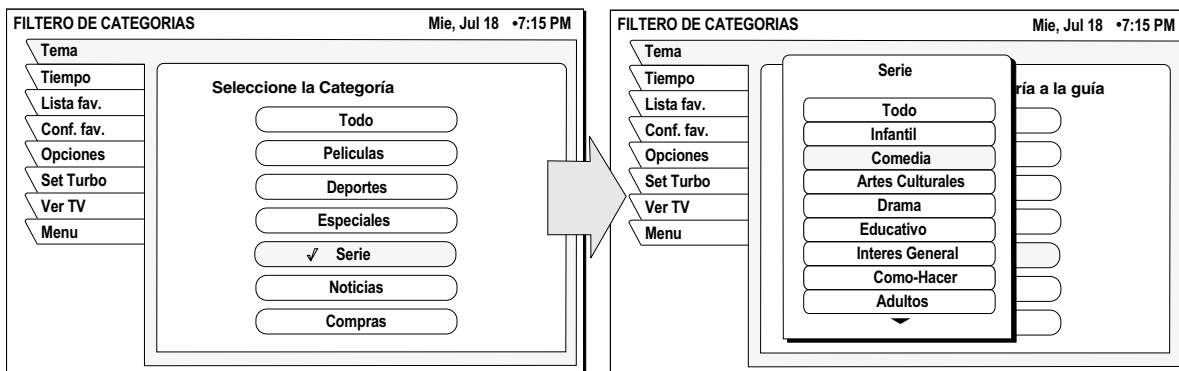 FILTERO DE CATEGORIAS Mie, Jul 18 •7:15 PM
Tema
Tiempo
Lista fav.
Conf. fav.
Opciones
Set Turbo
Ver TV
Menu
Seleccione la Categoría
Todo
Peliculas
Deportes
Especiales
√ Serie
Noticias
Compras
FILTERO DE CATEGORIAS Mie, Jul 18 •7:15 PM
Tema
Tiempo
Lista fav.
Conf. fav.
Opciones
Set Turbo
Ver TV
Menu
ría a la guía
Serie
Todo
Infantil
Comedia
Artes Culturales
Drama
Educativo
Interes General
Como-Hacer
Adultos